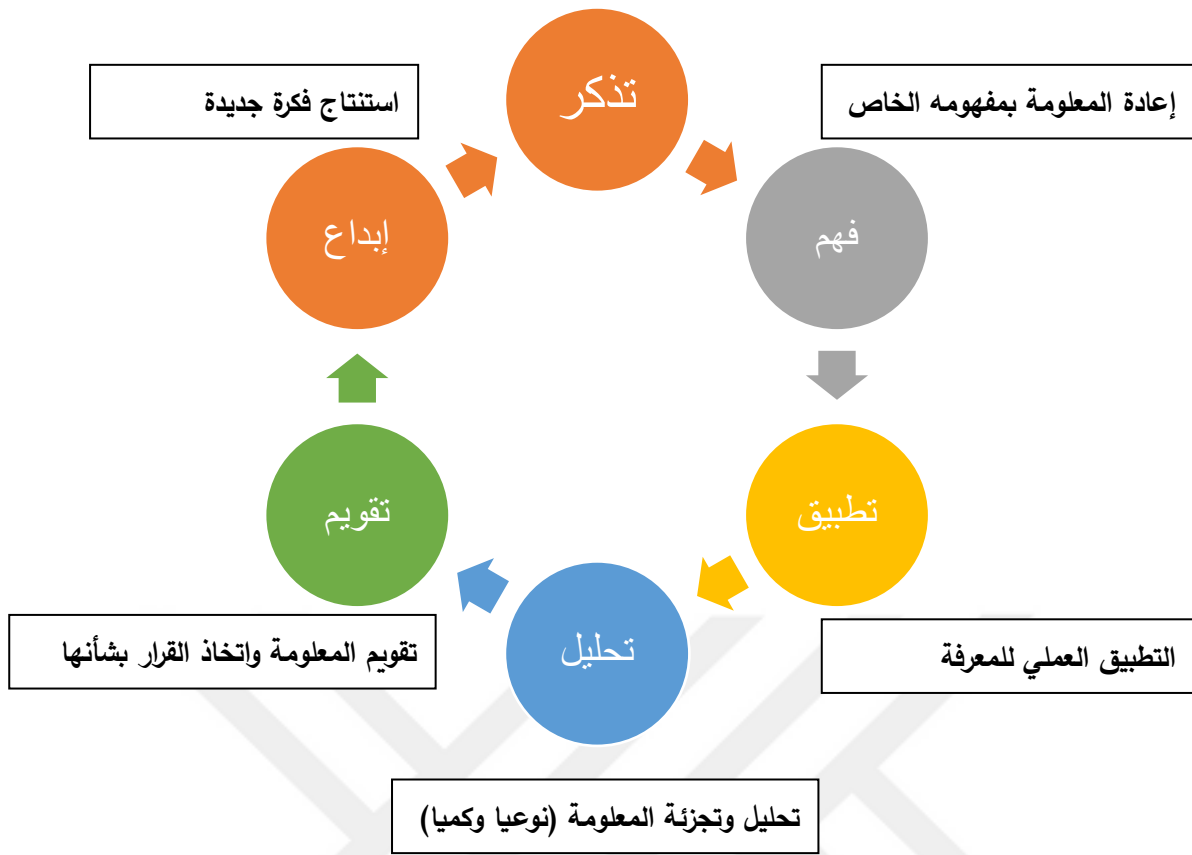 تذكر
إعادة المعلومة بمفهومه الخاص
فهم
تطبيق
التطبيق العملي للمعرفة
تحليل
تحليل وتجزئة المعلومة (نوعيا وكميا)
تقويم
تقويم المعلومة واتخاذ القرار بشأنها
استنتاج فكرة جديدة
إبداع